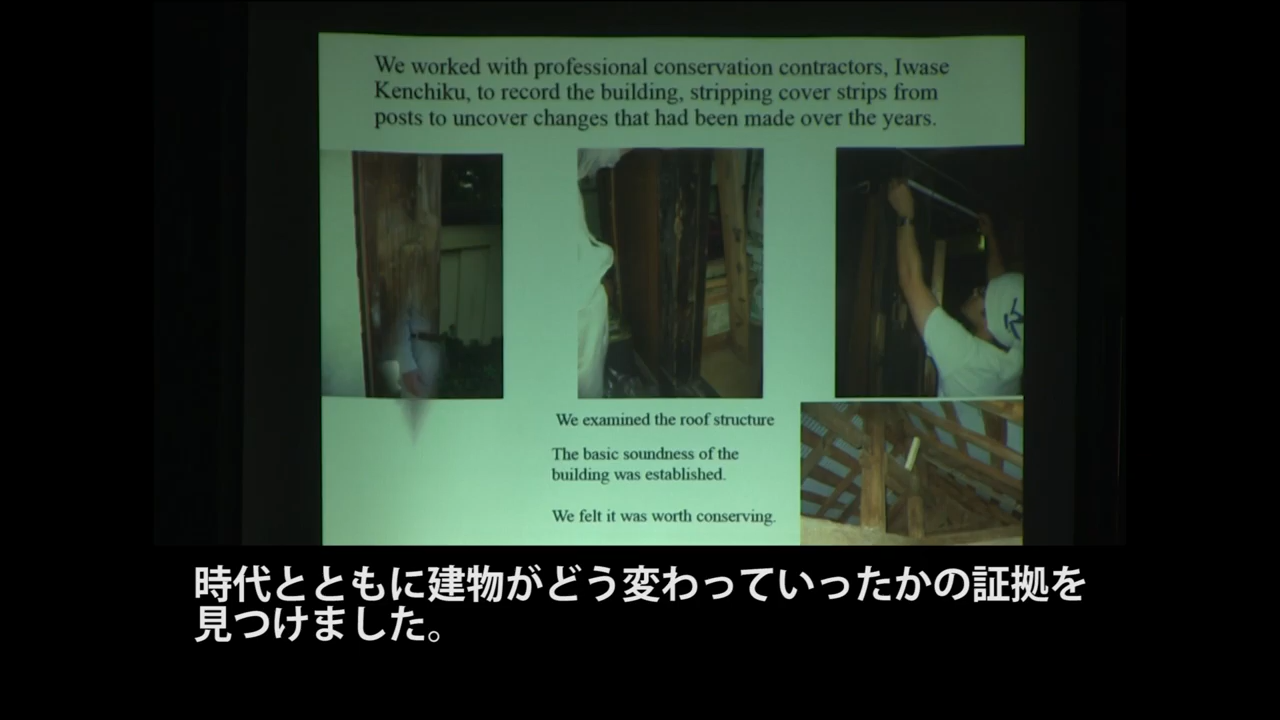 We worked with professional conservation contractors, Iwase
Kenchiku, to record the building, stripping cover strips from
posts to uncover changes that had been made over the years.
We examined the roof structure
The basic soundness of the
building was established.
We felt it was worth conserving.
時代とともに建物がどう変わっていったかの証拠を
見つけました。